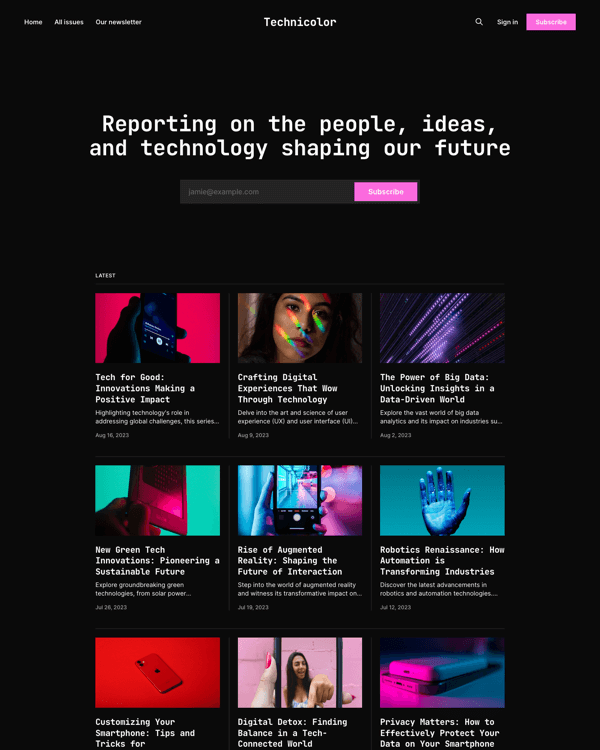 Home All issues Our newsletter Technicolor Sign in Subscribe
Reporting on the people, ideas,
and technology shaping our future
jamie@example.com Subscribe
LATEST
Tech for Good:
Innovations Making a
Positive Impact
Highlighting technology's role in
addressing global challenges, this series...
Aug 16, 2023
Crafting Digital
Experiences That Wow
Through Technology
Delve into the art and science of user
experience (UX) and user interface (UI)...
Aug 9, 2023
The Power of Big Data:
Unlocking Insights in a
Data-Driven World
Explore the vast world of big data
analytics and its impact on industries su...
Aug 2, 2023
New Green Tech
Innovations: Pioneering a
Sustainable Future
Explore groundbreaking green
technologies, from solar power...
Jul 26, 2023
Rise of Augmented
Reality: Shaping the
Future of Interaction
Step into the world of augmented reality
and witness its transformative impact on...
Jul 19, 2023
Robotics Renaissance: How
Automation is
Transforming Industries
Discover the latest advancements in
robotics and automation technologies....
Jul 12, 2023
Customizing Your
Smartphone: Tips and
Tricks for
Digital Detox: Finding
Balance in a Tech-
Connected World
Privacy Matters: How to
Effectively Protect Your
Data on Your Smartphone